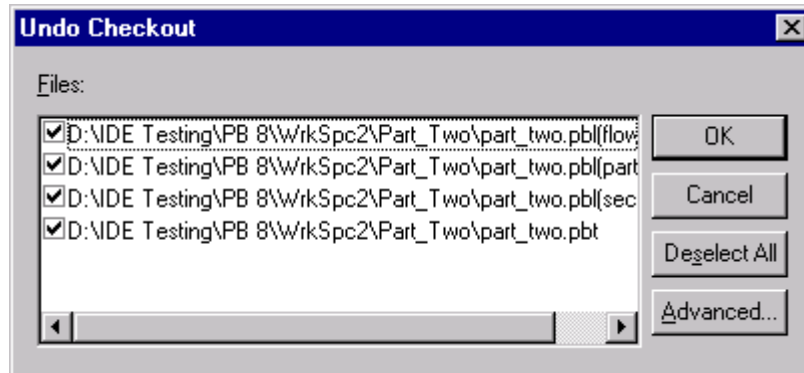 Undo Checkout
Files:
D:\IDE Testing\PB 8\WrkSpc2\Part_Two\part_two.pbl(flow
D:\IDE Testing\PB 8\WrkSpc2\Part_Two\part_two.pbl(part
D:\IDE Testing\PB 8\WrkSpc2\Part_Two\part_two.pbl(sec
D:\IDE Testing\PB 8\WrkSpc2\Part_Two\part_two.pbt
OK
Cancel
Deselect All
Advanced...